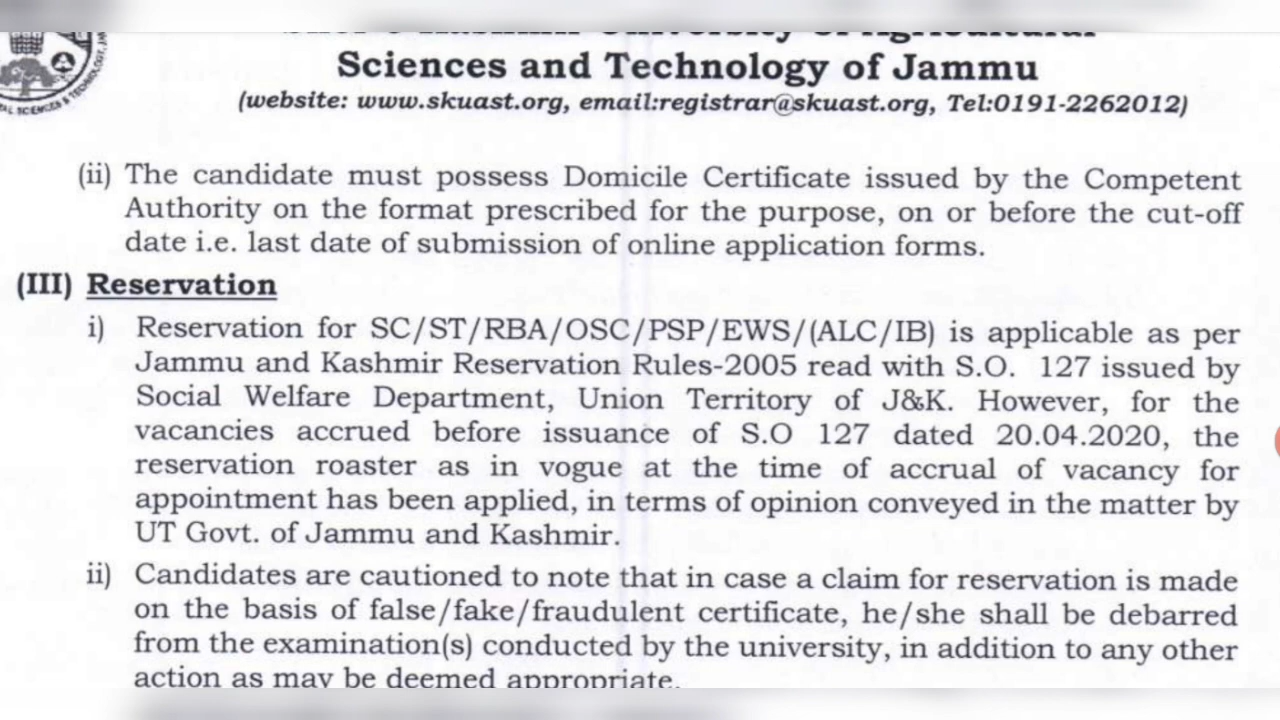 Sciences and Technology of Jammu
(website: www.skuast.org, email:registrar@skuast.org, Tel:0191-2262012)
(ii) The candidate must possess Domicile Certificate issued by the Competent
Authority on the format prescribed for the purpose, on or before the cut-off
date i.e. last date of submission of online application forms.
(III) Reservation
i) Reservation for SC/ST/RBA/OSC/PSP/EWS/(ALC/IB) is applicable as per
Jammu and Kashmir Reservation Rules-2005 read with S.O. 127 issued by
Social Welfare Department, Union Territory of J&K. However, for the
vacancies accrued before issuance of S.O 127 dated 20.04.2020, the
reservation roaster as in vogue at the time of accrual of vacancy for
appointment has been applied, in terms of opinion conveyed in the matter by
UT Govt. of Jammu and Kashmir.
ii) Candidates are cautioned to note that in case a claim for reservation is made
on the basis of false/fake/fraudulent certificate, he/she shall be debarred
from the examination(s) conducted by the university, in addition to any other
action as may be deemed appropriate.